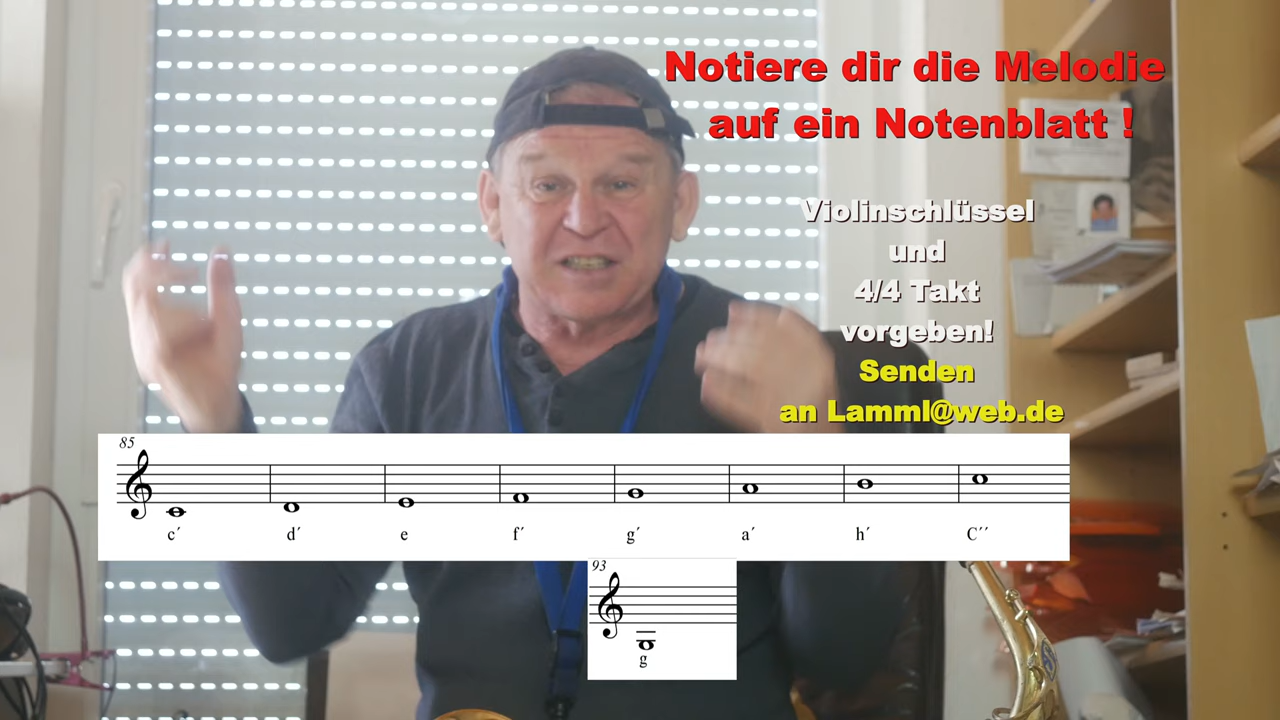 Notiere dir die Melodie
auf ein Notenblatt !
Violinschlüssel
und
4/4 Takt
vorgeben!
Senden
an Lamml@web.de
85
c´ d´ e f´ g´ a´ h´ C´´
93
g